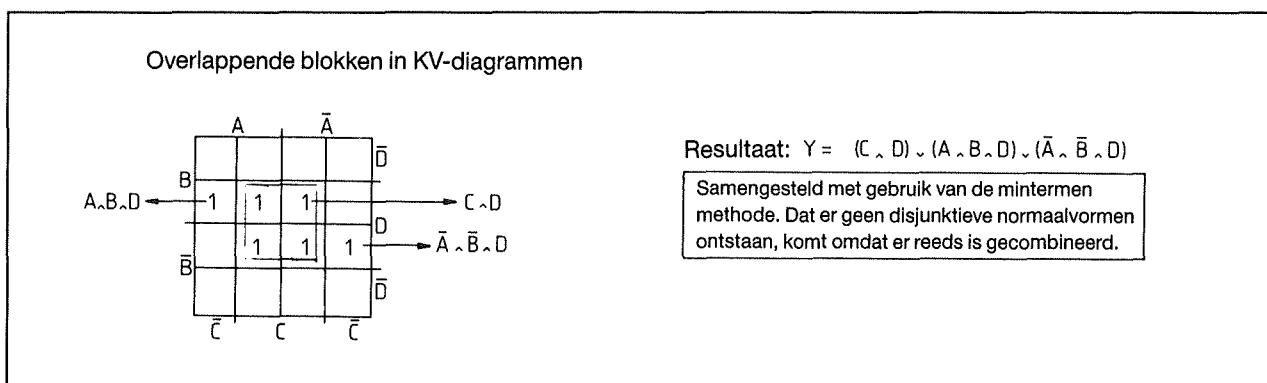 Overlappende blokken in KV-diagrammen
A Ā
D̄
B
A∧B∧D 1 1 1 C∧D
D
1 1 1 Ā∧B̄∧D
B̄
D̄
C̄ C C̄
Resultaat: Y = (C∧D)∨(A∧B∧D)∨(Ā∧B̄∧D)
Samengesteld met gebruik van de mintermen
methode. Dat er geen disjunktieve normaalvormen
ontstaan, komt omdat er reeds is gecombineerd.